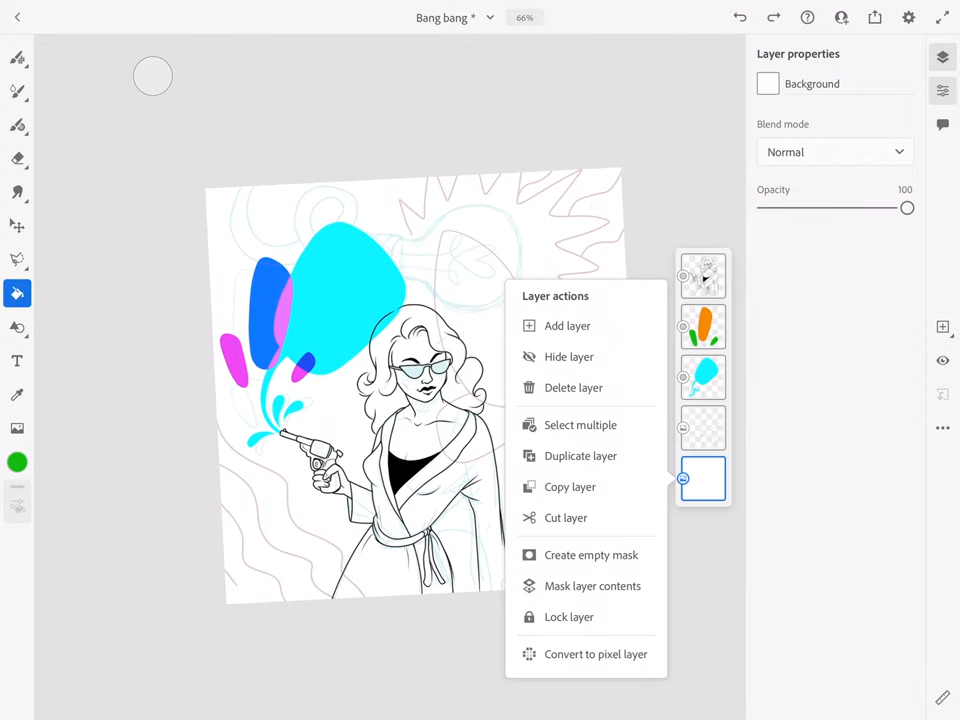 Bang bang *
66%
Layer properties
Background
Blend mode
Normal
Opacity 100
Layer actions
Add layer
Hide layer
Delete layer
Select multiple
Duplicate layer
Copy layer
Cut layer
Create empty mask
Mask layer contents
Lock layer
Convert to pixel layer
T